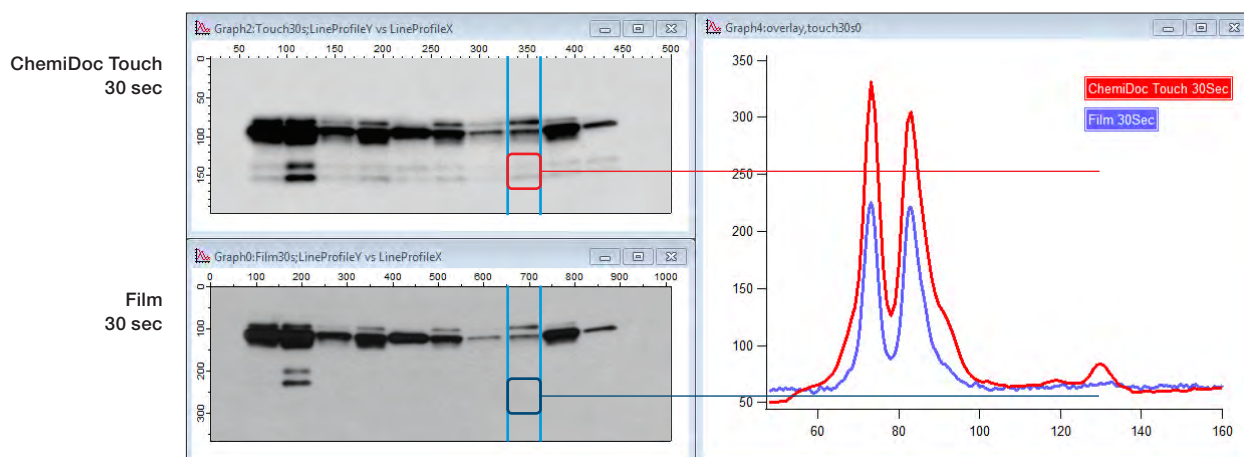 ChemiDoc Touch
30 sec
Graph2:Touch30s;LineProfileY vs LineProfileX
50 100 150 200 250 300 350 400 450 500
0
50
100
150
Film
30 sec
Graph0:Film30s;LineProfileY vs LineProfileX
0 100 200 300 400 500 600 700 800 900 1000
0
100
200
300
Graph4:overlay,touch30s0
350
300
250
200
150
100
50
60 80 100 120 140 160
ChemiDoc Touch 30Sec
Film 30Sec